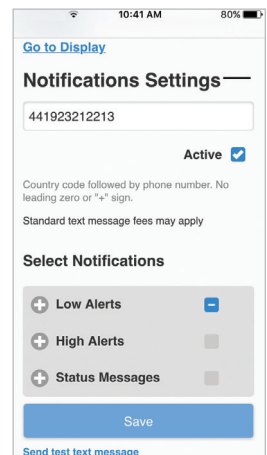 10:41 AM 80%
Go to Display
Notifications Settings
441923212213
Active
Country code followed by phone number. No
leading zero or "+" sign.
Standard text message fees may apply
Select Notifications
Low Alerts
High Alerts
Status Messages
Save
Send test text message